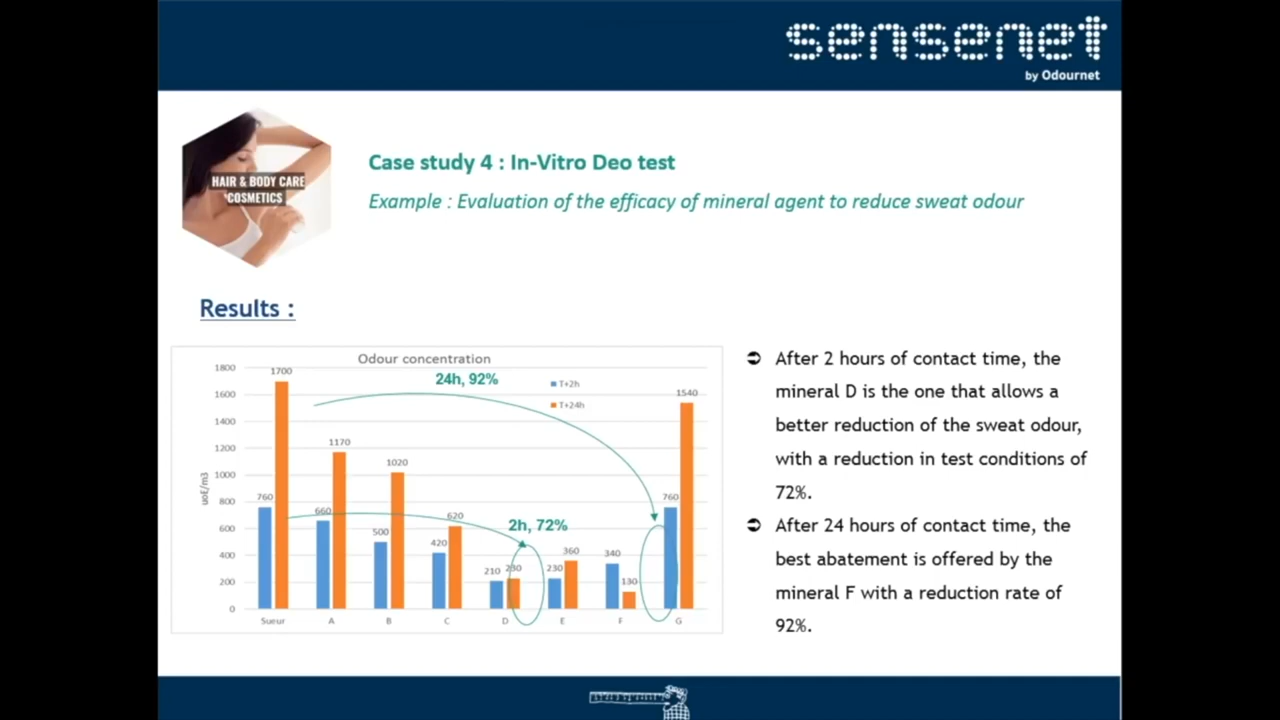 sensenet
by Odournet
HAIR & BODY CARE
COSMETICS
Case study 4 : In-Vitro Deo test
Example : Evaluation of the efficacy of mineral agent to reduce sweat odour
Results :
Odour concentration
24h, 92%
T+2h
T+24h
2h, 72%
uoE/m3
1800
1600
1400
1200
1000
800
600
400
200
0
760 1700
660 1170
500 1020
420 620
210 230
230 360
340 130
760 1540
Sueur A B C D E F G
After 2 hours of contact time, the
mineral D is the one that allows a
better reduction of the sweat odour,
with a reduction in test conditions of
72%.
After 24 hours of contact time, the
best abatement is offered by the
mineral F with a reduction rate of
92%.